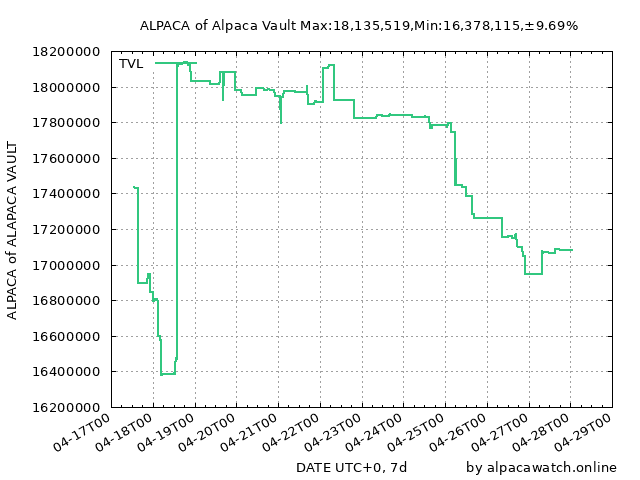 ALPACA of Alpaca Vault Max:18,135,519,Min:16,378,115,±9.69%
TVL
ALPACA of ALAPACA VAULT
18200000
18000000
17800000
17600000
17400000
17200000
17000000
16800000
16600000
16400000
16200000
04-17T00
04-18T00
04-19T00
04-20T00
04-21T00
04-22T00
04-23T00
04-24T00
04-25T00
04-26T00
04-27T00
04-28T00
04-29T00
DATE UTC+0, 7d
by alpacawatch.online